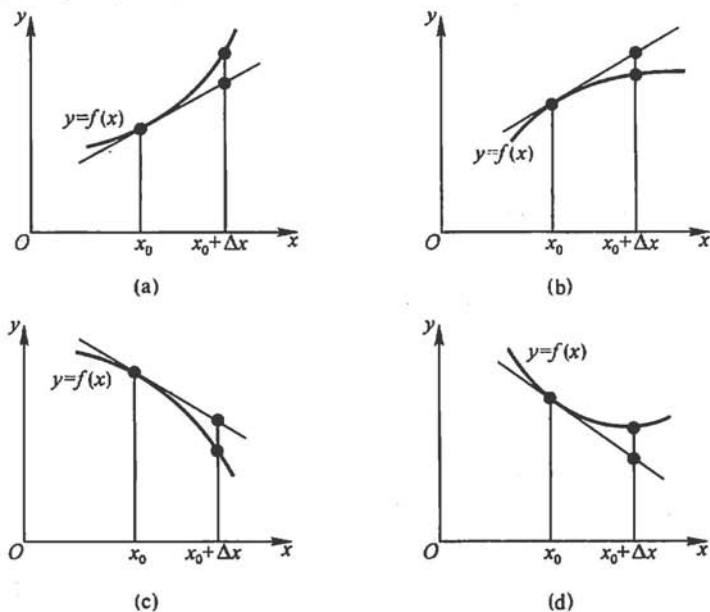 y
y
y=f(x)
y=f(x)
O
x₀
x₀+Δx
x
O
x₀
x₀+Δx
x
(a)
(b)
y
y
y=f(x)
y=f(x)
O
x₀
x₀+Δx
x
O
x₀
x₀+Δx
x
(c)
(d)